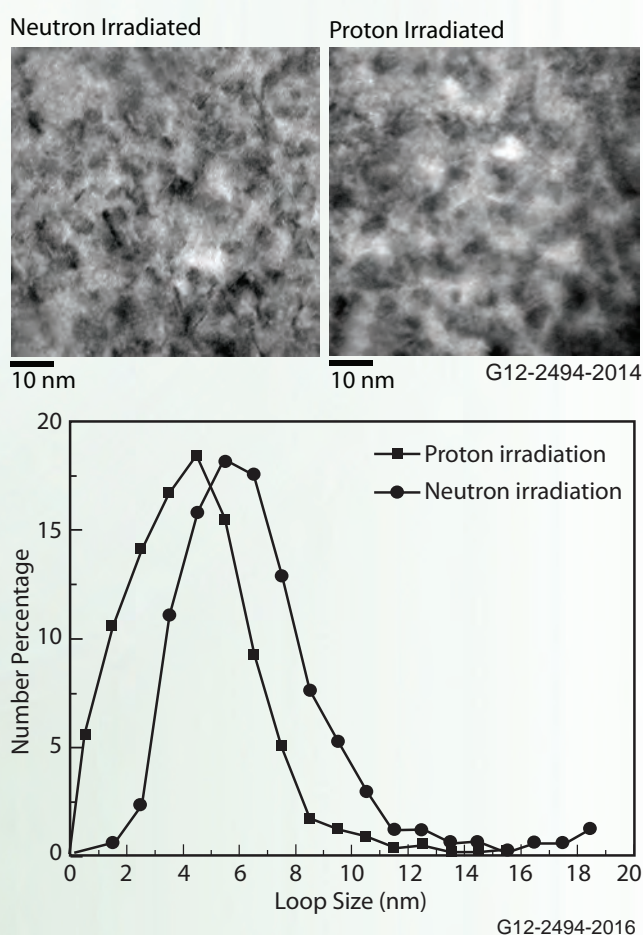 Neutron Irradiated
Proton Irradiated
10 nm
10 nm
G12-2494-2014
20
15
10
5
0
Number Percentage
Proton irradiation
Neutron irradiation
0 2 4 6 8 10 12 14 16 18 20
Loop Size (nm)
G12-2494-2016